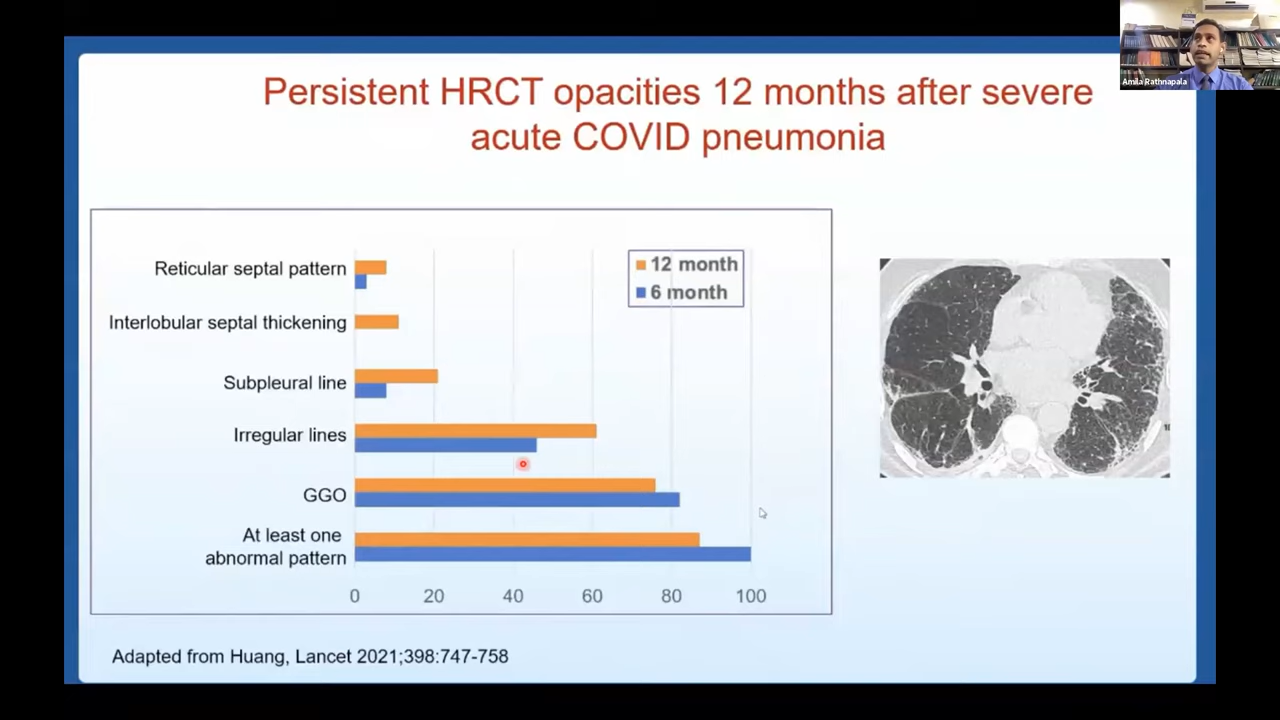 Amila Rathnapala
Persistent HRCT opacities 12 months after severe
acute COVID pneumonia
12 month
6 month
Reticular septal pattern
Interlobular septal thickening
Subpleural line
Irregular lines
GGO
At least one
abnormal pattern
0 20 40 60 80 100
Adapted from Huang, Lancet 2021;398:747-758